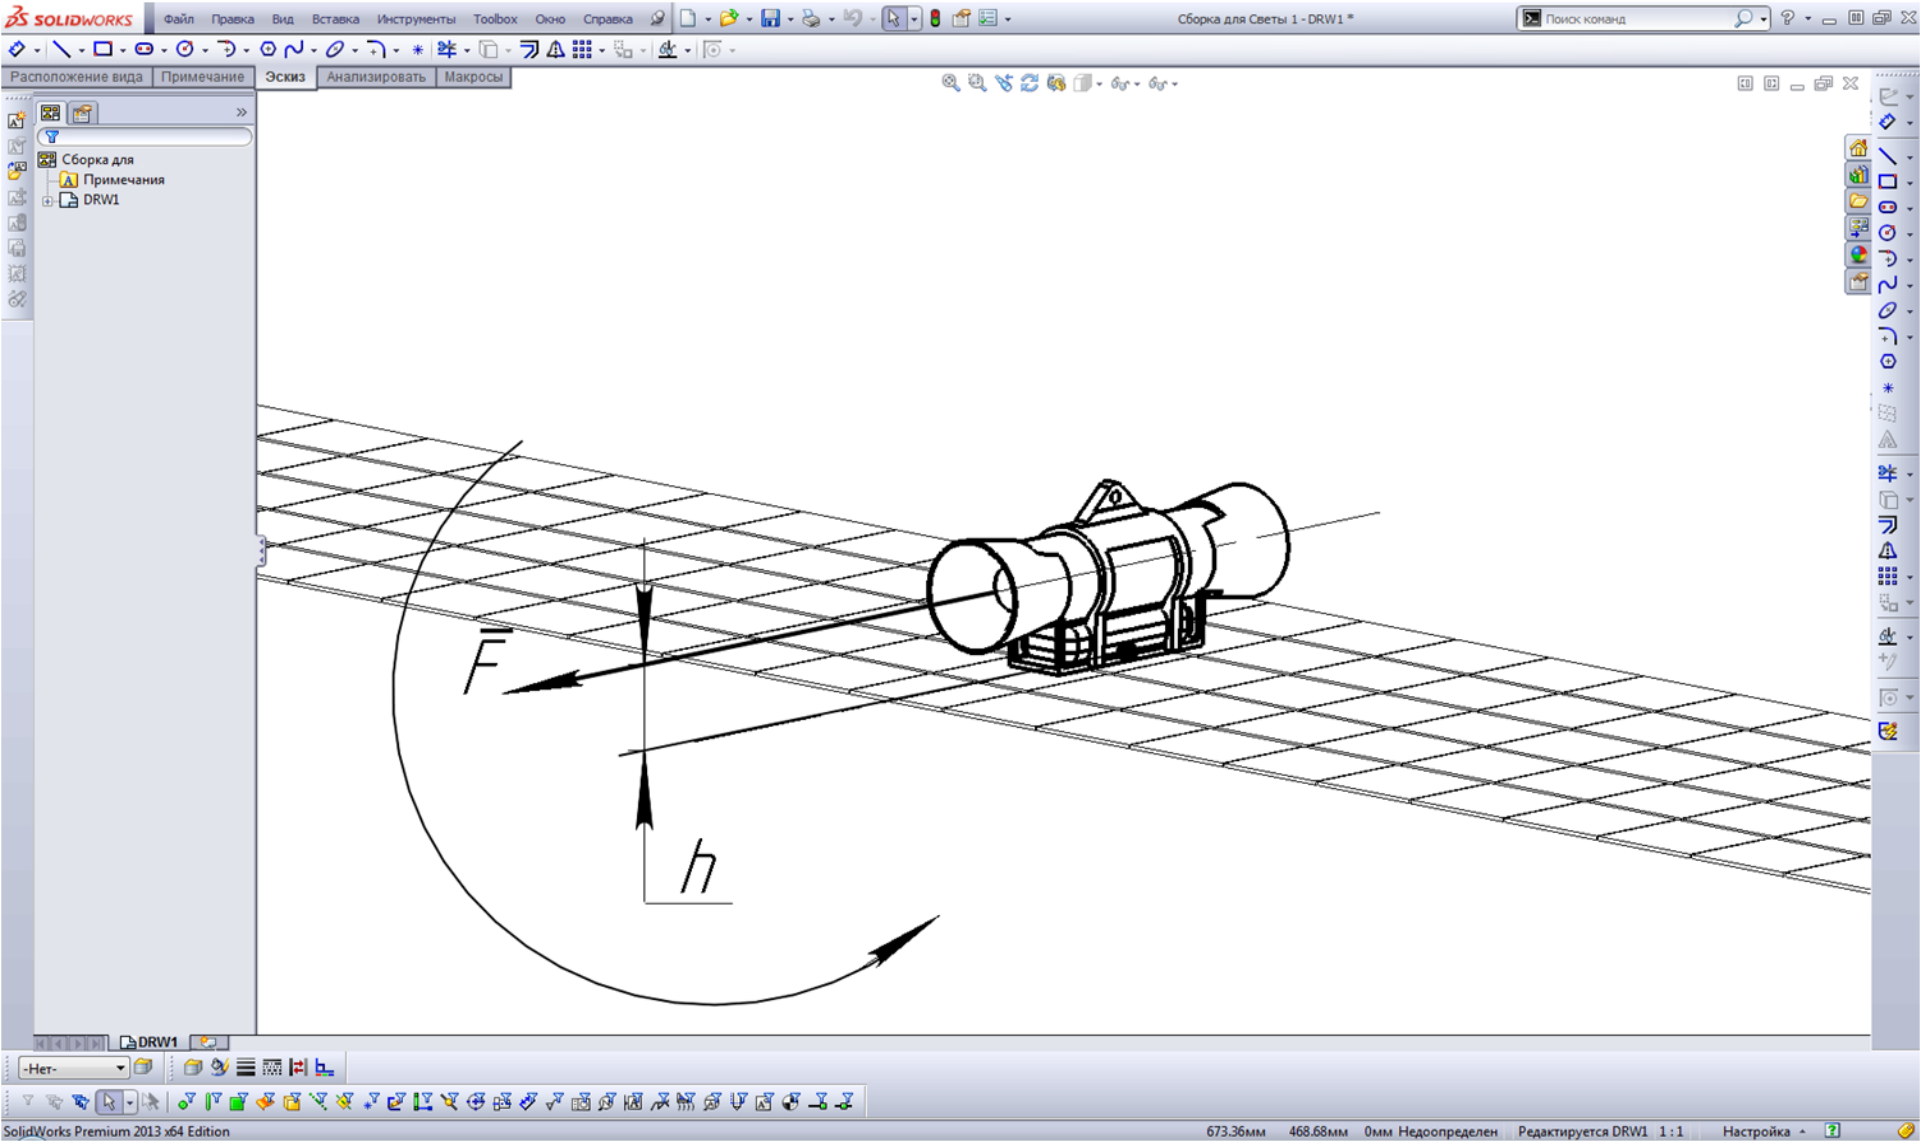 SOLIDWORKS Файл Правка Вид Вставка Инструменты Toolbox Окно Справка Сборка для Светы 1 - DRW1 * Поиск команд
Расположение вида Примечание Эскиз Анализировать Макросы
Сборка для
Примечания
DRW1
F
h
DRW1
-Нет-
SolidWorks Premium 2013 x64 Edition 673.36мм 468.68мм 0мм Недоопределен Редактируется DRW1 1 : 1 Настройка